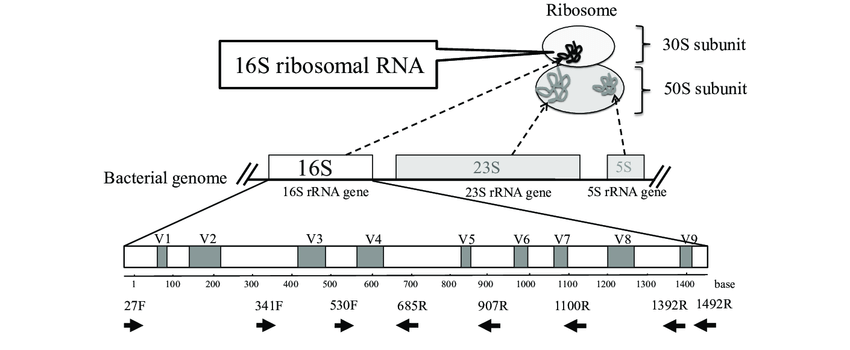 Ribosome
30S subunit
16S ribosomal RNA
50S subunit
16S
23S
5S
Bacterial genome
16S rRNA gene
23S rRNA gene
5S rRNA gene
V1 V2 V3 V4 V5 V6 V7 V8 V9
1 100 200 300 400 500 600 700 800 900 1000 1100 1200 1300 1400 base
27F 341F 530F 685R 907R 1100R 1392R 1492R